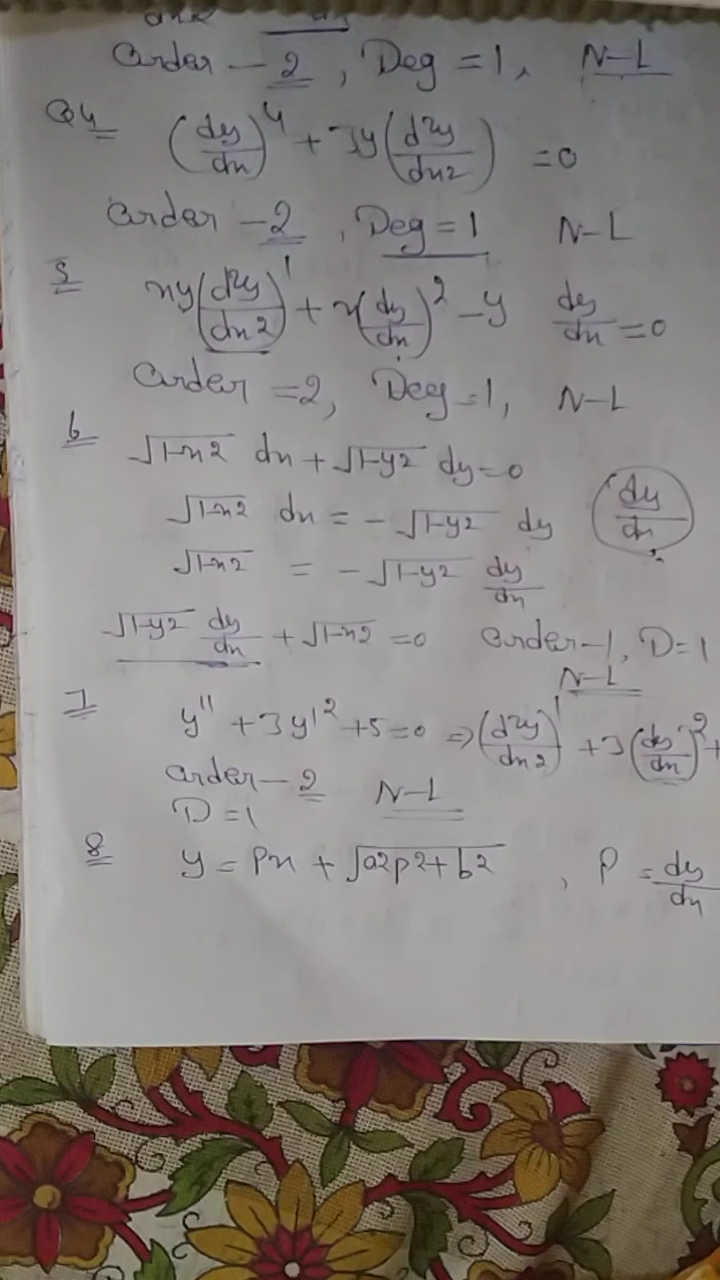 Order - 2, Deg = 1, N-L
Q4 (dy/dx)^4 + 3y(d²y/dx²) = 0
Order - 2, Deg = 1 N-L
5 xy(d²y/dx²)^1 + x(dy/dx)^2 - y dy/dx = 0
Order = 2, Deg = 1, N-L
6 √1-x² dx + √1-y² dy = 0
√1-x² dx = - √1-y² dy dy/dx
√1-x² = - √1-y² dy/dx
√1-y² dy/dx + √1-x² = 0 Order - 1, D = 1
N-L
7 y'' + 3y'² + 5 = 0 ⇒ (d²y/dx²)^1 + 3(dy/dx)^2 +
Order - 2 N-L
D = 1
8 y = Px + √a²p² + b², P = dy/dx